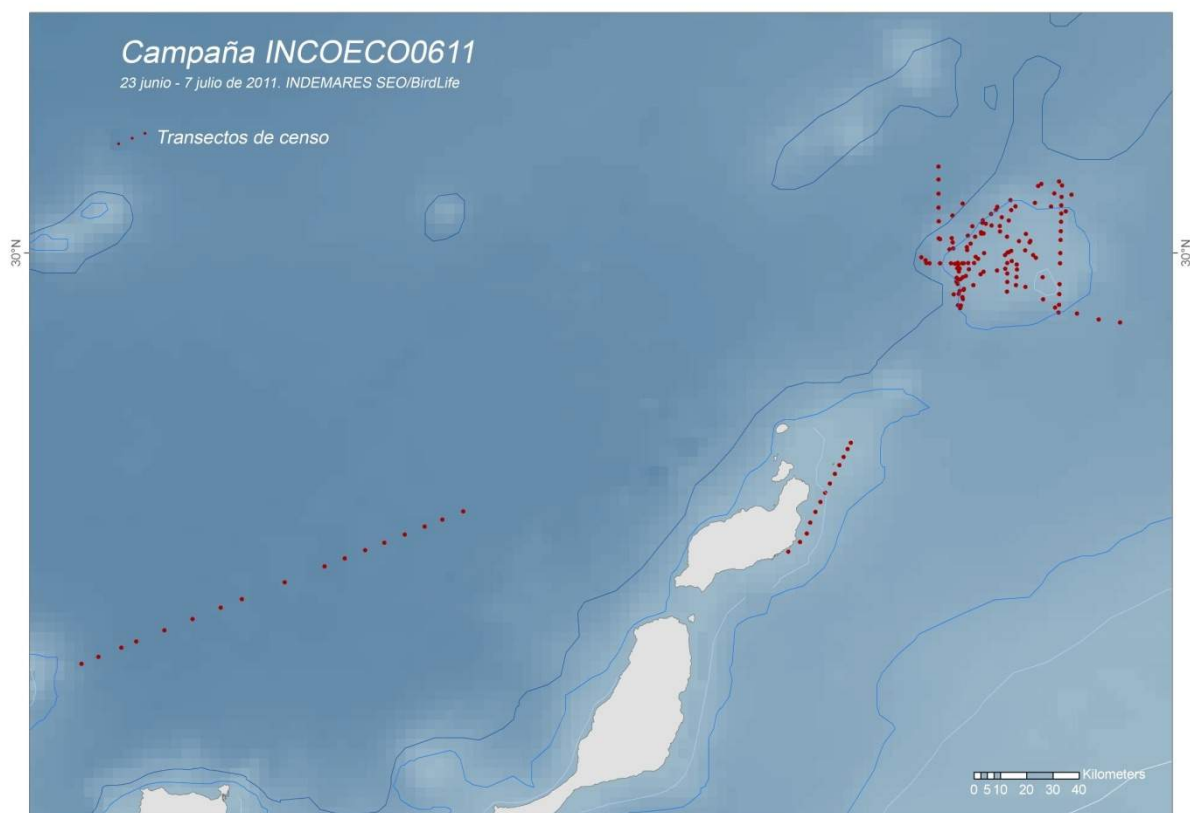 Campaña INCOECO0611
23 junio - 7 julio de 2011. INDEMARES SEO/BirdLife
Transectos de censo
30°N
30°N
Kilometers
0 5 10 20 30 40